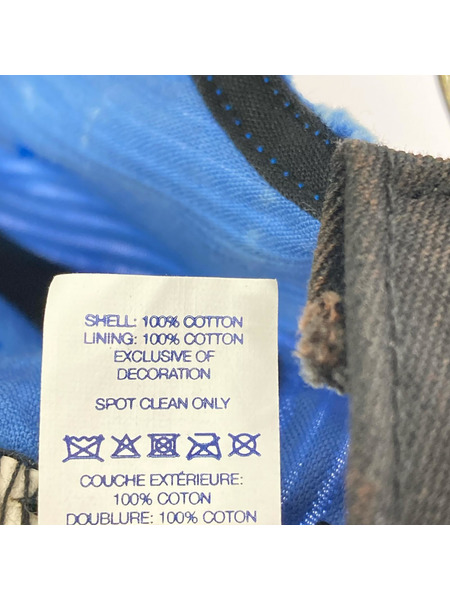 SHELL: 100% COTTON
LINING: 100% COTTON
EXCLUSIVE OF
DECORATION
SPOT CLEAN ONLY
COUCHE EXTÉRIEURE:
100% COTON
DOUBLURE: 100% COTON